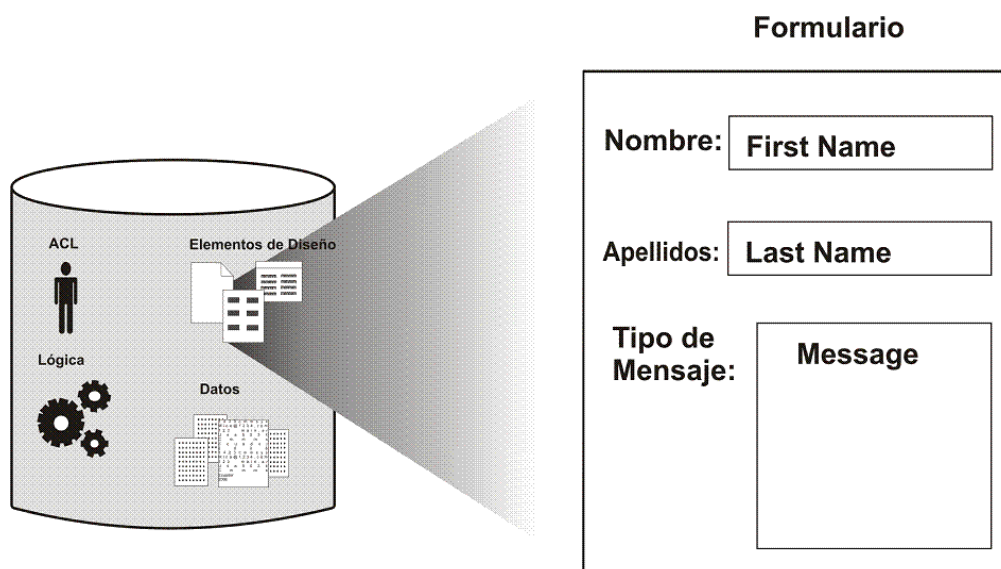 Formulario
Nombre:
First Name
Apellidos:
Last Name
Tipo de
Mensaje:
Message
ACL
Elementos de Diseño
Lógica
Datos